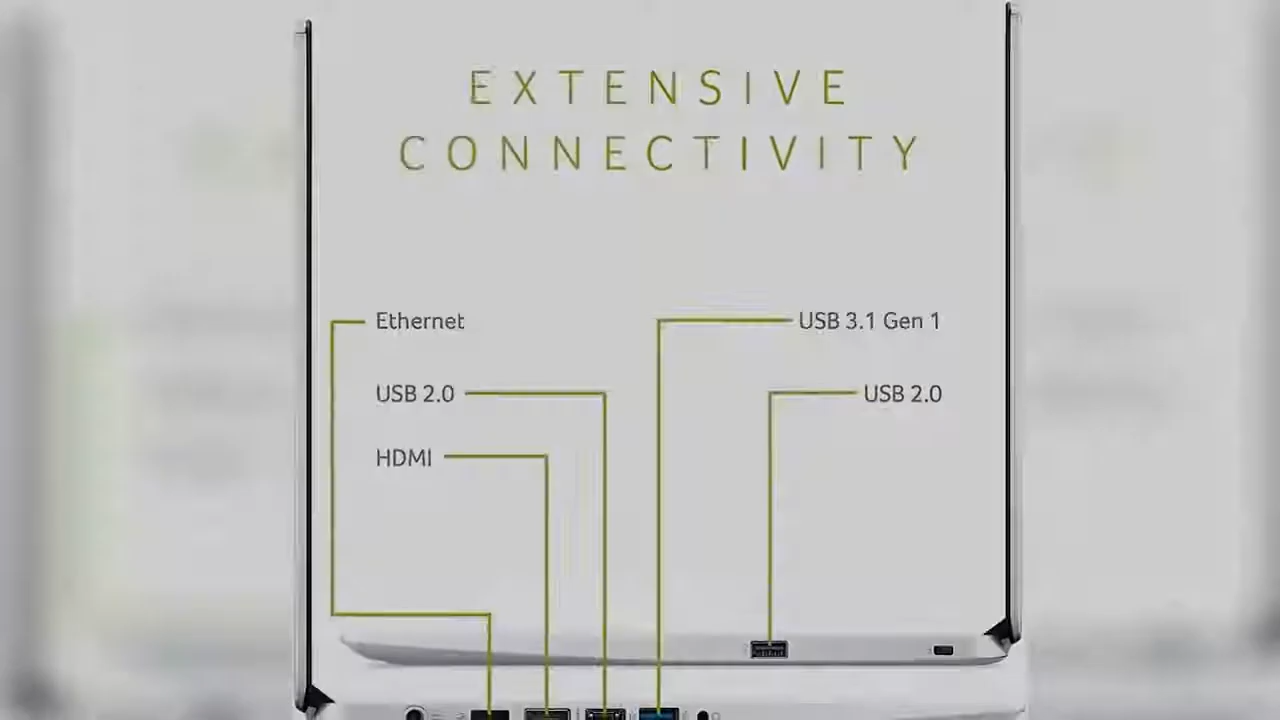 EXTENSIVE
CONNECTIVITY
Ethernet
USB 2.0
HDMI
USB 3.1 Gen 1
USB 2.0